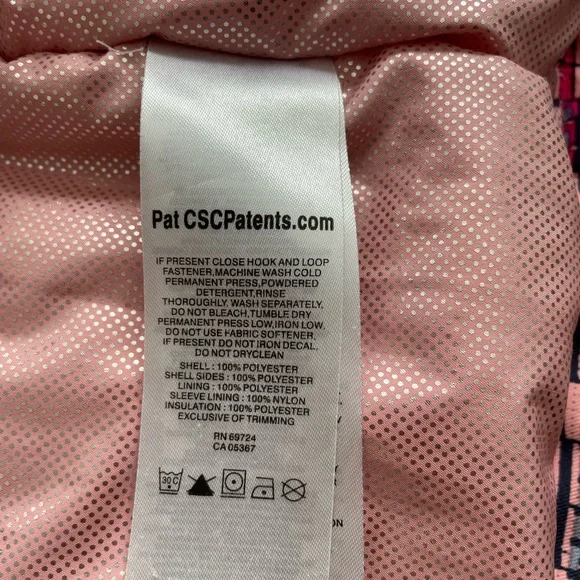 Pat CSCPatents.com
IF PRESENT CLOSE HOOK AND LOOP
FASTENER,MACHINE WASH COLD
PERMANENT PRESS,POWDERED
DETERGENT,RINSE
THOROUGHLY, WASH SEPARATELY,
DO NOT BLEACH,TUMBLE DRY
PERMANENT PRESS LOW,IRON LOW,
DO NOT USE FABRIC SOFTENER,
IF PRESENT DO NOT IRON DECAL,
DO NOT DRYCLEAN
SHELL : 100% POLYESTER
SHELL SIDES : 100% POLYESTER
LINING : 100% POLYESTER
SLEEVE LINING : 100% NYLON
INSULATION : 100% POLYESTER
EXCLUSIVE OF TRIMMING
RN 69724
CA 05367
30 C